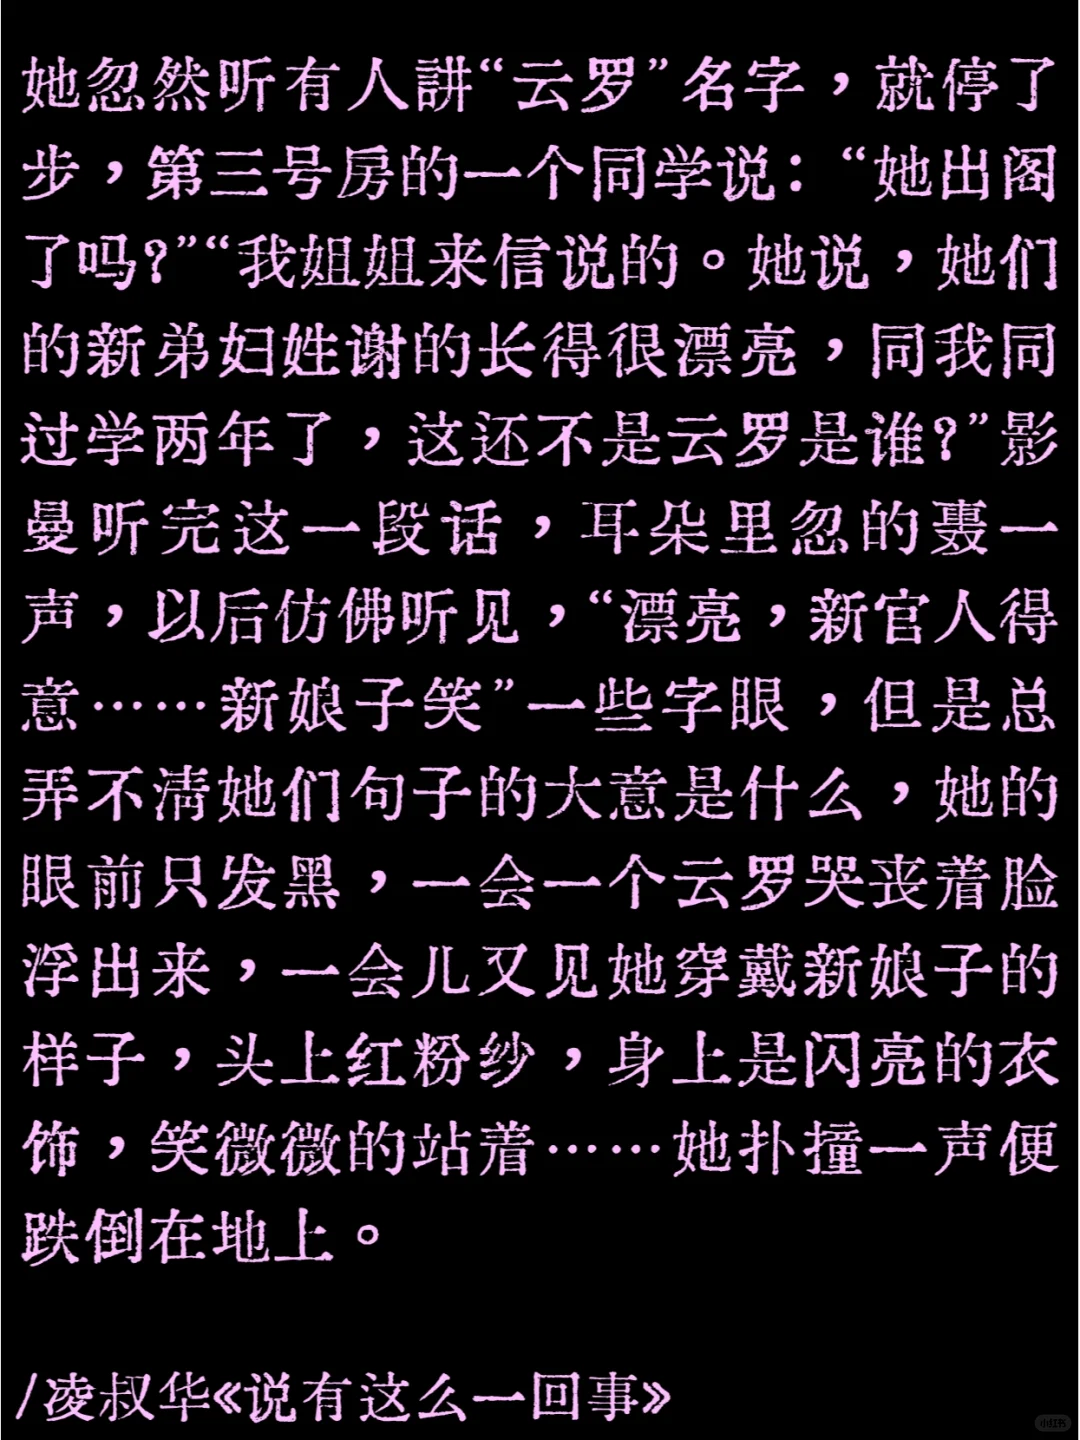 她忽然听有人講“云罗”名字，就停了
步，第三号房的一个同学说：“她出阁
了吗?”“我姐姐来信说的。她说，她们
的新弟妇姓谢的长得很漂亮，同我同
过学两年了，这还不是云罗是谁?”影
曼听完这一段话，耳朵里忽的轰一
声，以后仿佛听见，“漂亮，新官人得
意……新娘子笑”一些字眼，但是总
弄不清她们句子的大意是什么，她的
眼前只发黑，一会一个云罗哭丧着脸
浮出来，一会儿又见她穿戴新娘子的
样子，头上红粉纱，身上是闪亮的衣
饰，笑微微的站着……她扑撞一声便
跌倒在地上。
/凌叔华《说有这么一回事》
小红书